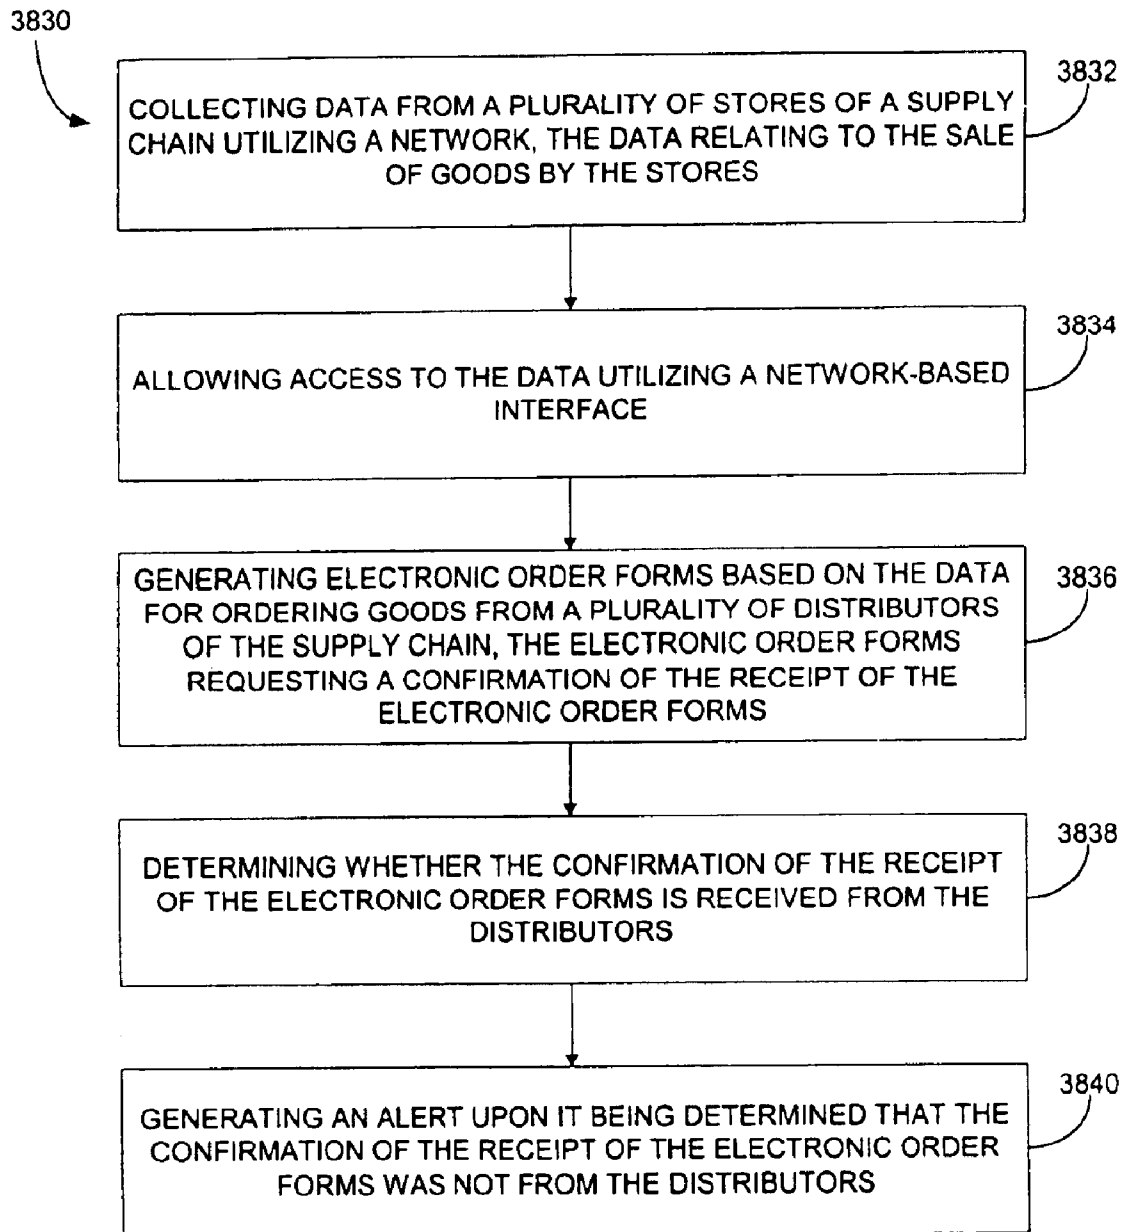 3830
3832
COLLECTING DATA FROM A PLURALITY OF STORES OF A SUPPLY
CHAIN UTILIZING A NETWORK, THE DATA RELATING TO THE SALE
OF GOODS BY THE STORES
3834
ALLOWING ACCESS TO THE DATA UTILIZING A NETWORK-BASED
INTERFACE
3836
GENERATING ELECTRONIC ORDER FORMS BASED ON THE DATA
FOR ORDERING GOODS FROM A PLURALITY OF DISTRIBUTORS
OF THE SUPPLY CHAIN, THE ELECTRONIC ORDER FORMS
REQUESTING A CONFIRMATION OF THE RECEIPT OF THE
ELECTRONIC ORDER FORMS
3838
DETERMINING WHETHER THE CONFIRMATION OF THE RECEIPT
OF THE ELECTRONIC ORDER FORMS IS RECEIVED FROM THE
DISTRIBUTORS
3840
GENERATING AN ALERT UPON IT BEING DETERMINED THAT THE
CONFIRMATION OF THE RECEIPT OF THE ELECTRONIC ORDER
FORMS WAS NOT FROM THE DISTRIBUTORS